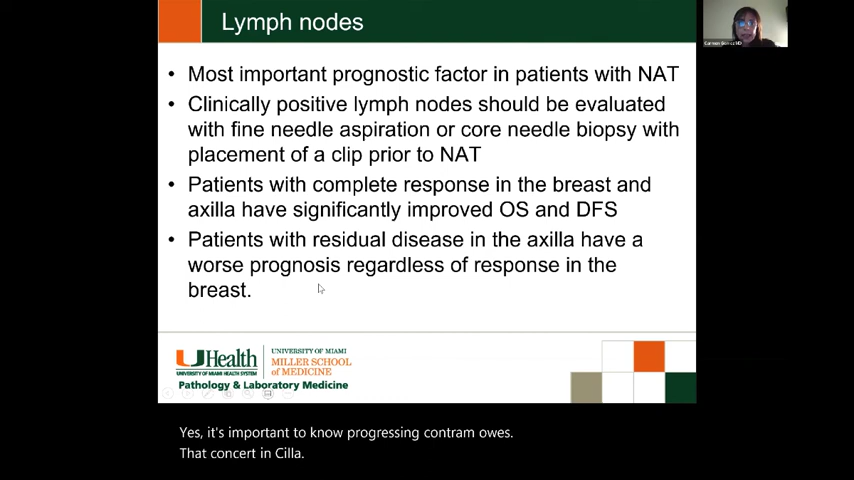 Lymph nodes
• Most important prognostic factor in patients with NAT
• Clinically positive lymph nodes should be evaluated
with fine needle aspiration or core needle biopsy with
placement of a clip prior to NAT
• Patients with complete response in the breast and
axilla have significantly improved OS and DFS
• Patients with residual disease in the axilla have a
worse prognosis regardless of response in the
breast.
UHealth
UNIVERSITY OF MIAMI HEALTH SYSTEM
UNIVERSITY OF MIAMI
MILLER SCHOOL
of MEDICINE
Pathology & Laboratory Medicine
Yes, it's important to know progressing contram owes.
That concert in Cilla.